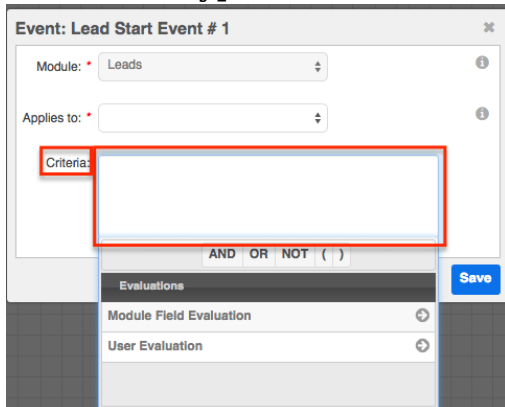 Event: Lead Start Event # 1
Module: * Leads
Applies to: *
Criteria:
AND OR NOT ( )
Evaluations
Save
Module Field Evaluation
User Evaluation